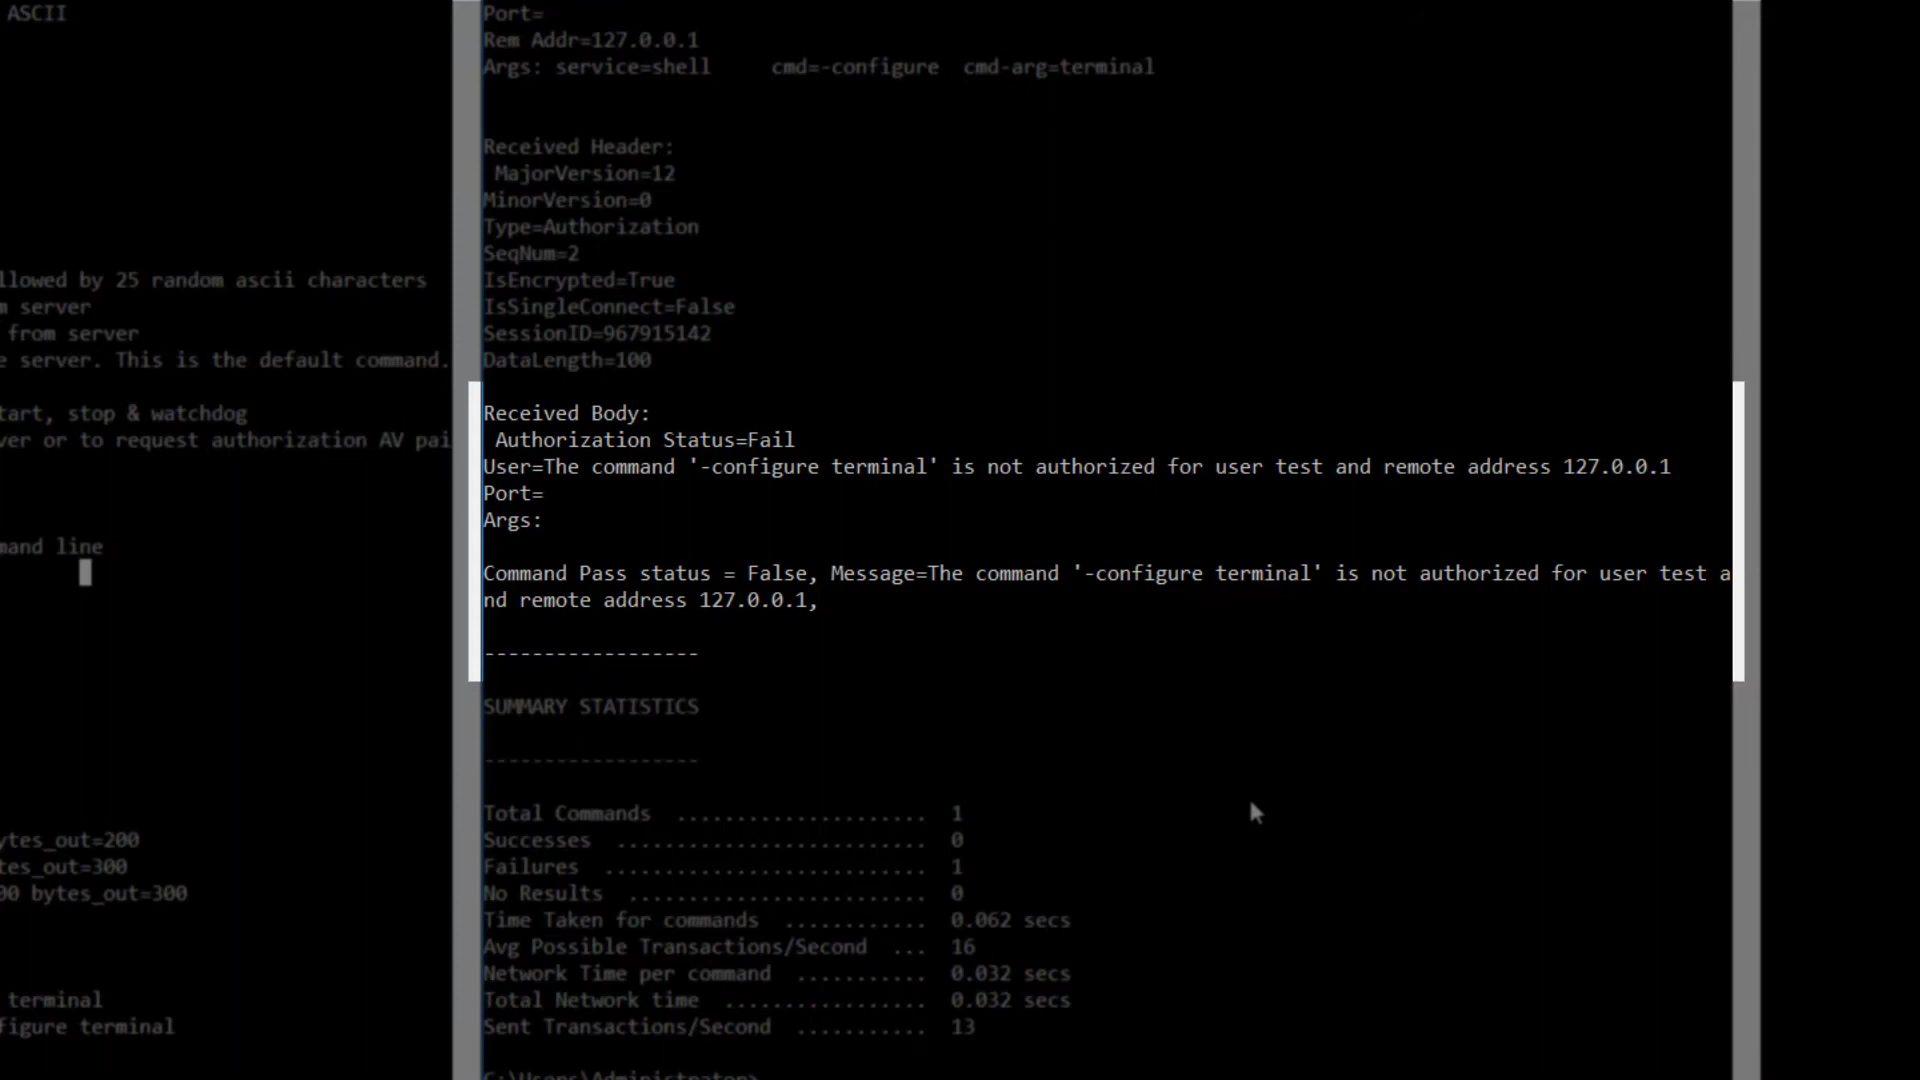 ASCII
llowed by 25 random ascii characters
m server
from server
e server. This is the default command.
tart, stop & watchdog
ver or to request authorization AV pai
mand line
ytes_out=200
tes_out=300
00 bytes_out=300
terminal
figure terminal
Port=
Rem Addr=127.0.0.1
Args: service=shell     cmd=-configure  cmd-arg=terminal
Received Header:
 MajorVersion=12
MinorVersion=0
Type=Authorization
SeqNum=2
IsEncrypted=True
IsSingleConnect=False
SessionID=967915142
DataLength=100
Received Body:
 Authorization Status=Fail
User=The command '-configure terminal' is not authorized for user test and remote address 127.0.0.1
Port=
Args:
Command Pass status = False, Message=The command '-configure terminal' is not authorized for user test a
nd remote address 127.0.0.1,
------------------
SUMMARY STATISTICS
------------------
Total Commands  .....................  1
Successes  ..........................  0
Failures  ...........................  1
No Results  .........................  0
Time Taken for commands  ............  0.062 secs
Avg Possible Transactions/Second  ...  16
Network Time per command  ...........  0.032 secs
Total Network time  .................  0.032 secs
Sent Transactions/Second  ...........  13
C:\Users\Administrator>